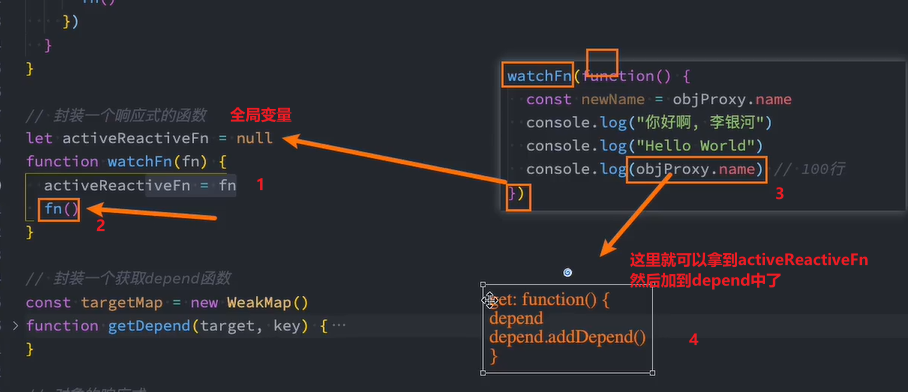 })
}
}
// 封装一个响应式的函数
全局变量
let activeReactiveFn = null
function watchFn(fn) {
activeReactiveFn = fn
1
fn()
2
}
// 封装一个获取depend函数
const targetMap = new WeakMap()
function getDepend(target, key) { ···
}
watchFn(function() {
const newName = objProxy.name
console.log("你好啊, 李银河")
console.log("Hello World")
console.log(objProxy.name) // 100行
3
})
这里就可以拿到activeReactiveFn
然后加到depend中了
get: function() {
depend
depend.addDepend()
}
4